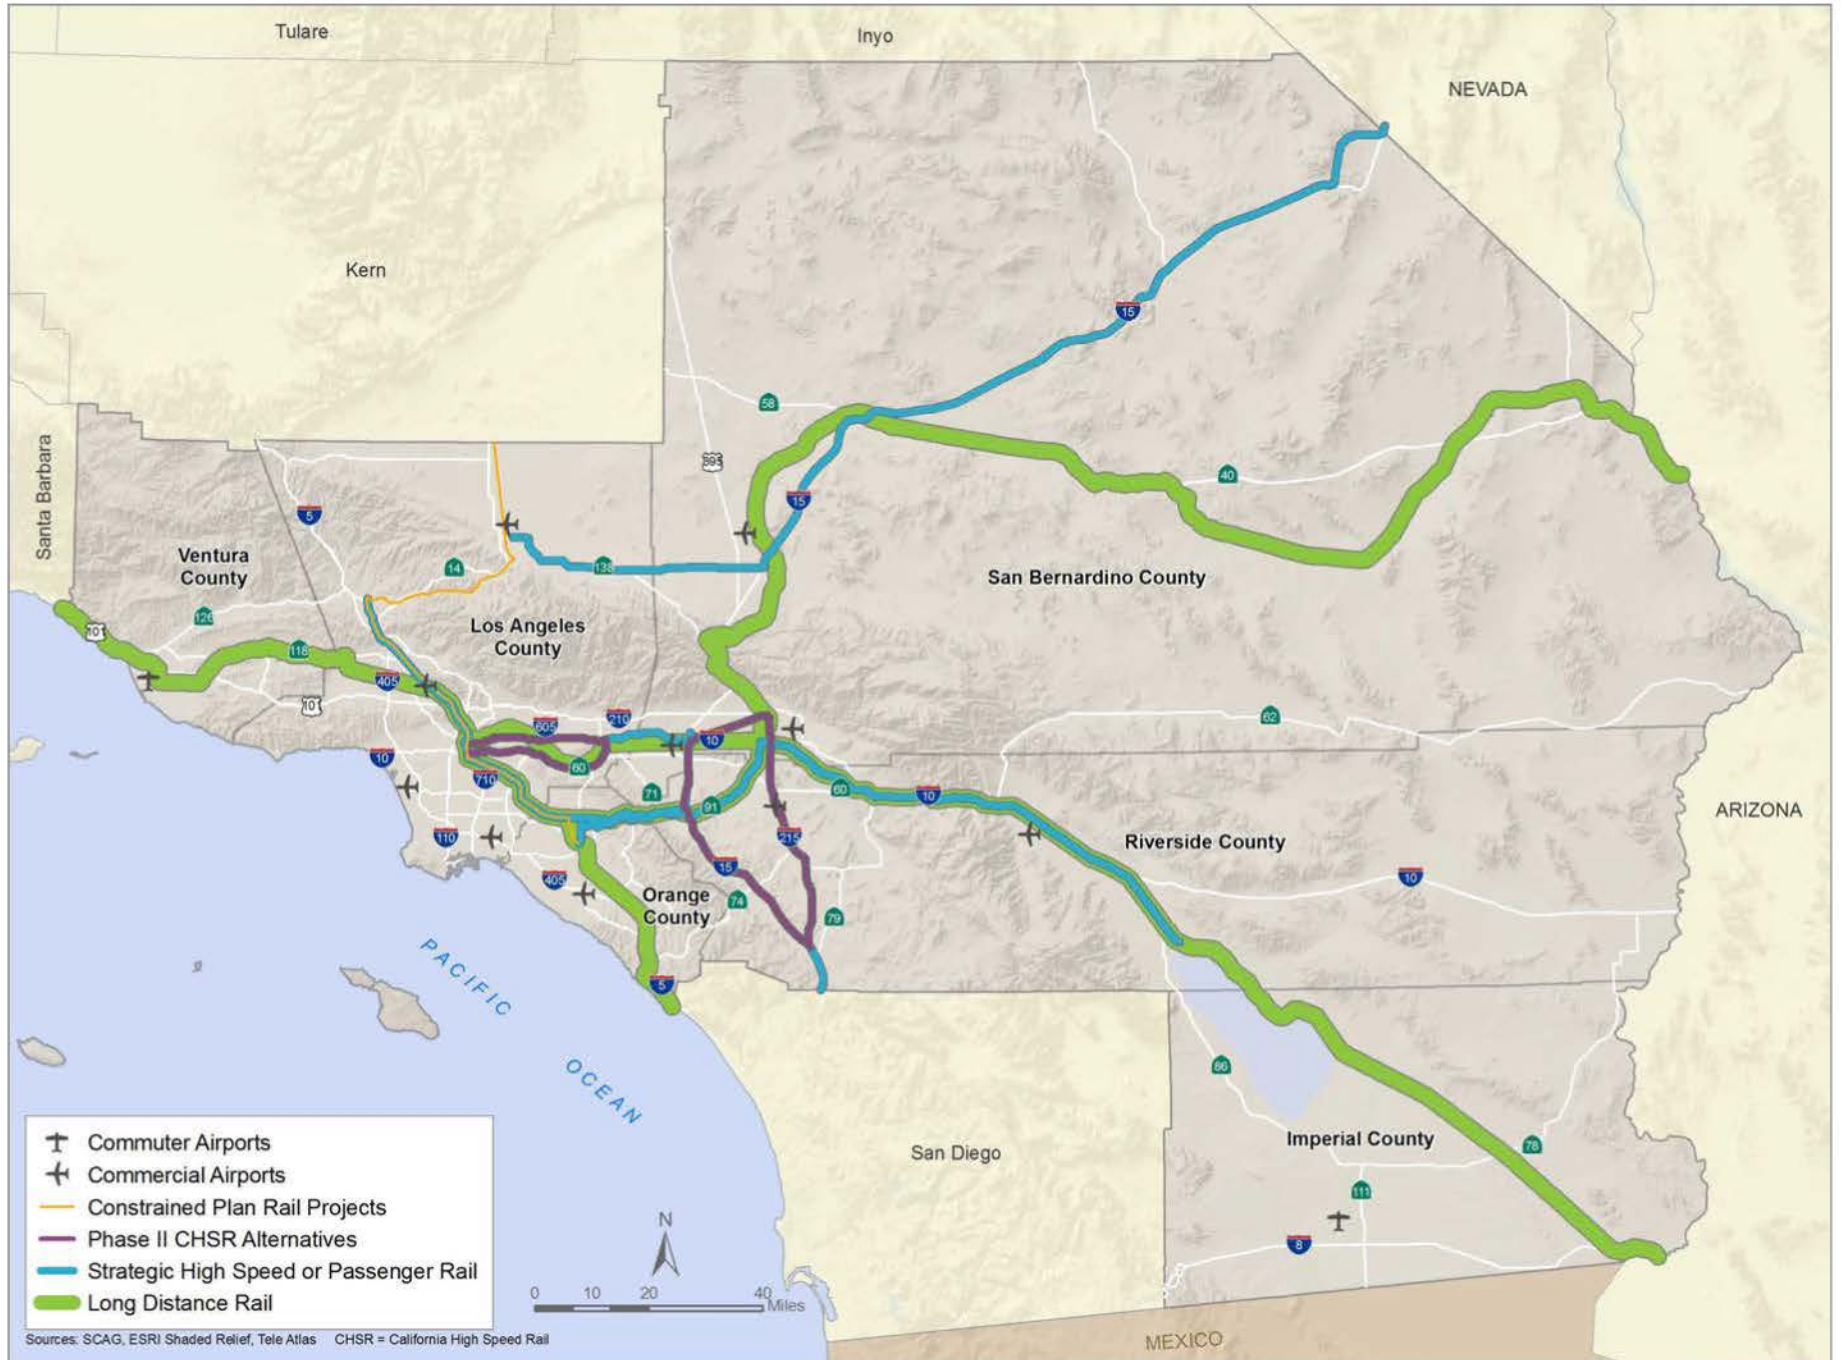 Tulare
Inyo
NEVADA
Kern
15
58
Santa Barbara
395
40
15
5
Ventura
County
14
138
San Bernardino County
126
Los Angeles
County
101
118
405
101
605
210
62
10
10
60
710
71
91
60
10
ARIZONA
110
215
Riverside County
15
405
Orange
County
74
10
79
5
PACIFIC
OCEAN
86
Imperial County
78
San Diego
111
8
Commuter Airports
Commercial Airports
Constrained Plan Rail Projects
Phase II CHSR Alternatives
Strategic High Speed or Passenger Rail
Long Distance Rail
N
0 10 20 40
Miles
Sources: SCAG, ESRI Shaded Relief, Tele Atlas CHSR = California High Speed Rail
MEXICO